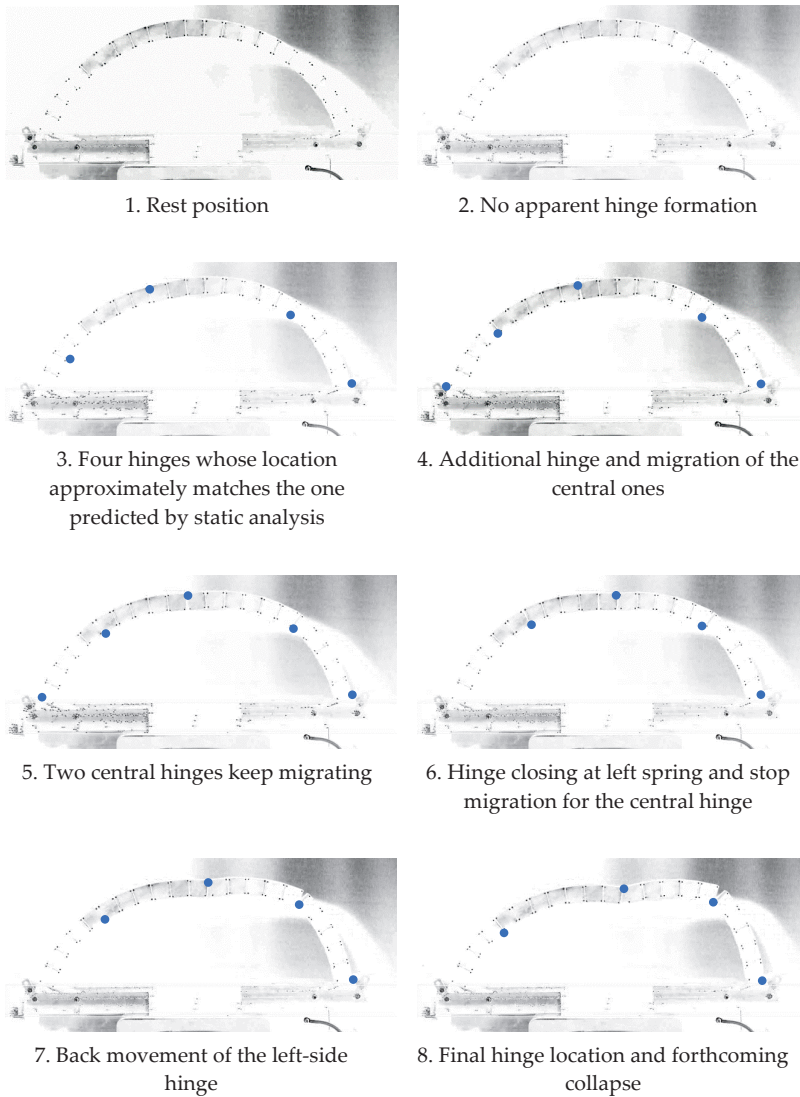 1. Rest position
2. No apparent hinge formation
3. Four hinges whose location
approximately matches the one
predicted by static analysis
4. Additional hinge and migration of the
central ones
5. Two central hinges keep migrating
6. Hinge closing at left spring and stop
migration for the central hinge
7. Back movement of the left-side
hinge
8. Final hinge location and forthcoming
collapse